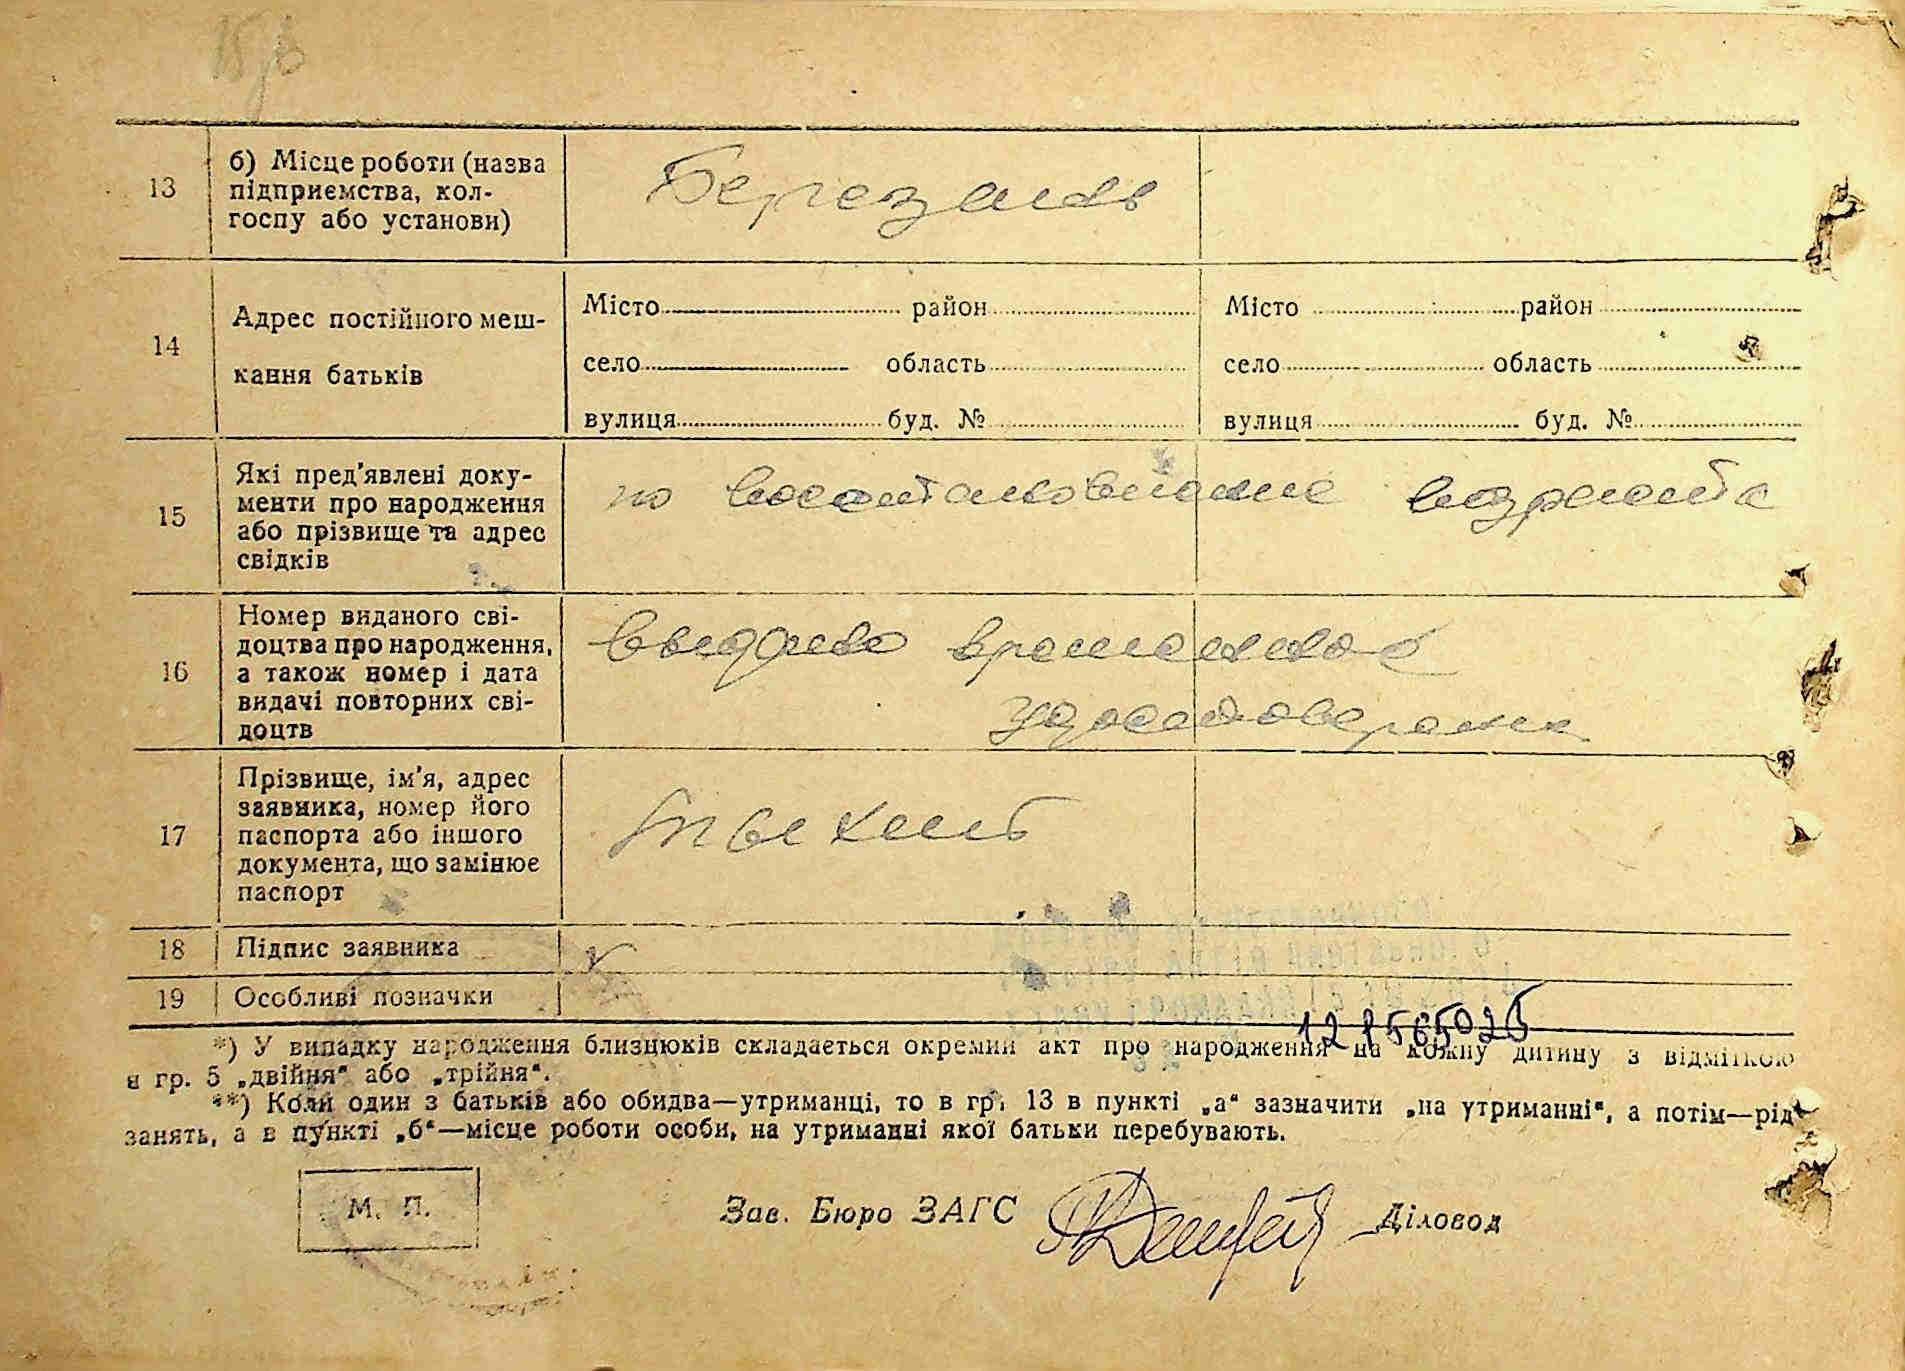 13
б) Місце роботи (назва
підприємства, кол-
госпу або установи)
Березань
14
Адрес постійного меш-
кання батьків
Місто район
село область
вулиця буд. №
Місто район
село область
вулиця буд. №
15
Які пред'явлені доку-
менти про народження
або прізвище та адрес
свідків
по возраста
16
Номер виданого сві-
доцтва про народження,
а також номер і дата
видачі повторних сві-
доцтв
выдано временное
удостоверение
17
Прізвище, ім'я, адрес
заявника, номер його
паспорта або іншого
документа, що замінює
паспорт
18 Підпис заявника
19 Особливі позначки
*) У випадку народження близнюків складається окремий акт про народження на кожну дитину з відміткою
в гр. 5 „двійня" або „трійня".
**) Коли один з батьків або обидва—утриманці, то в гр. 13 в пункті „а" зазначити „на утриманні", а потім—рід
занять, а в пункті „б"—місце роботи особи, на утриманні якої батьки перебувають.
М. П.
Зав. Бюро ЗАГС Діловод